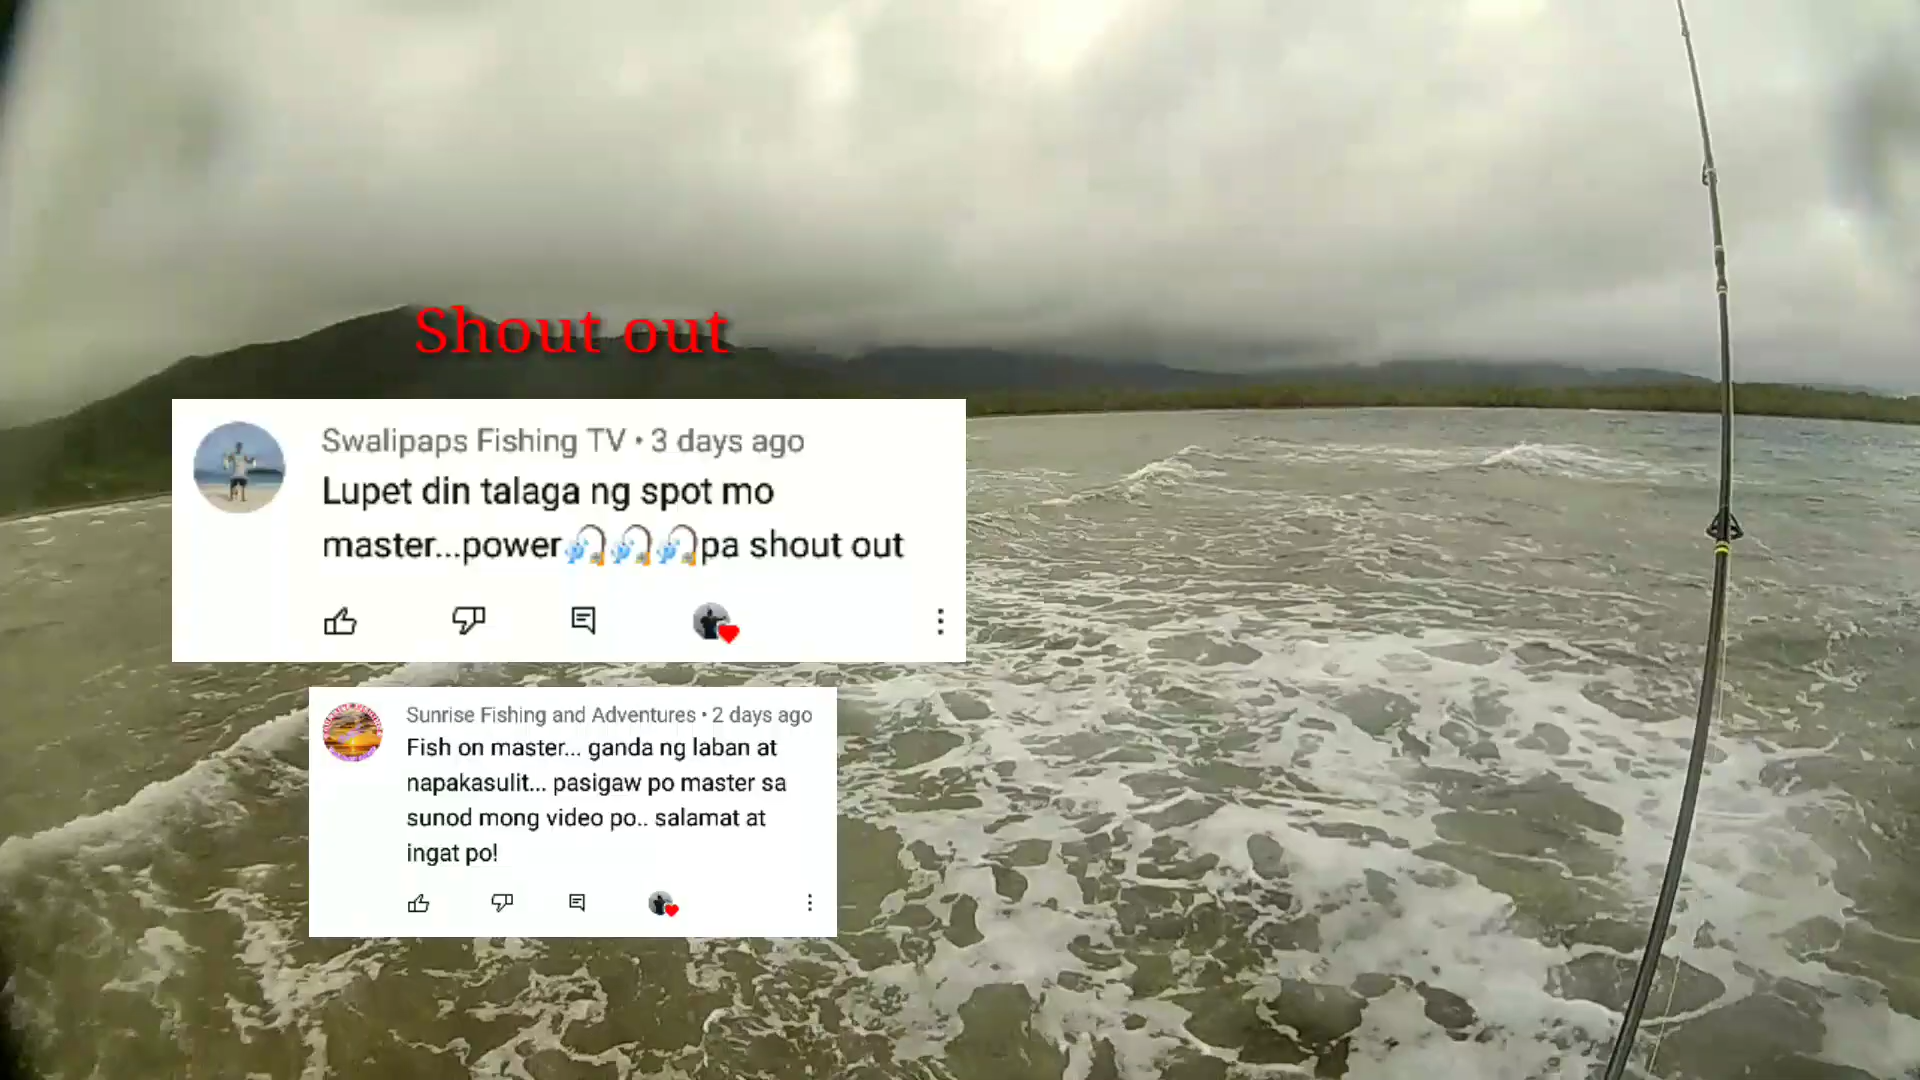 Shout out
Swalipaps Fishing TV • 3 days ago
Lupet din talaga ng spot mo
master...power🎣🎣🎣pa shout out
Sunrise Fishing and Adventures • 2 days ago
Fish on master... ganda ng laban at
napakasulit... pasigaw po master sa
sunod mong video po.. salamat at
ingat po!